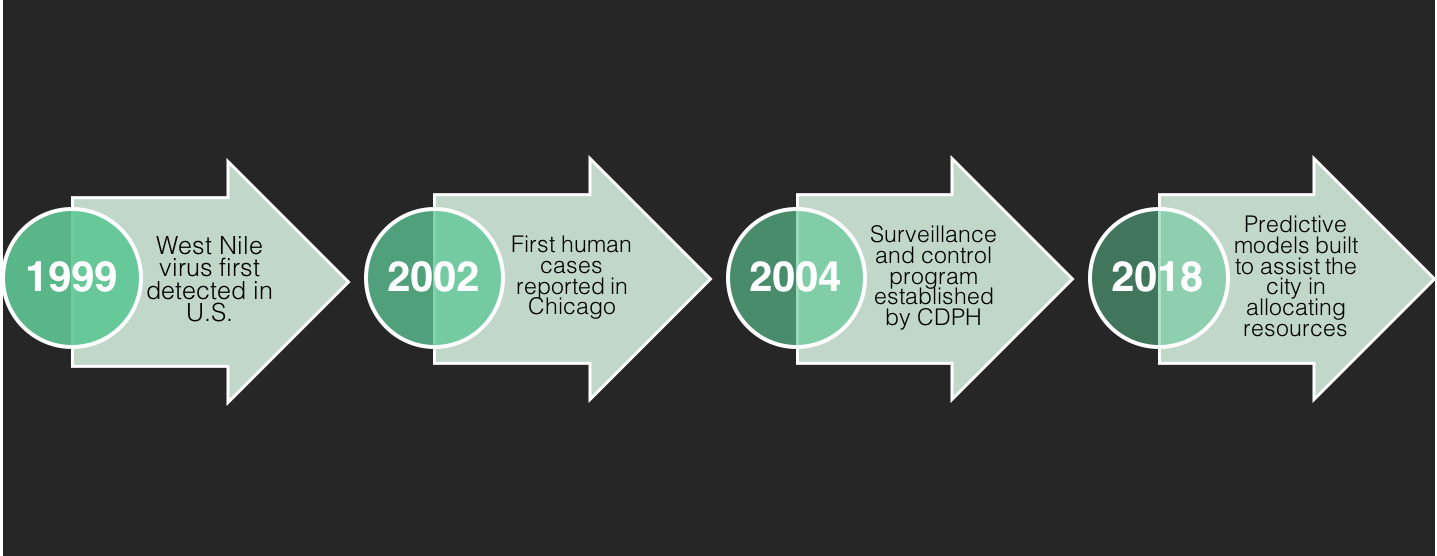 1999
West Nile
virus first
detected in
U.S.
2002
First human
cases
reported in
Chicago
2004
Surveillance
and control
program
established
by CDPH
2018
Predictive
models built
to assist the
city in
allocating
resources